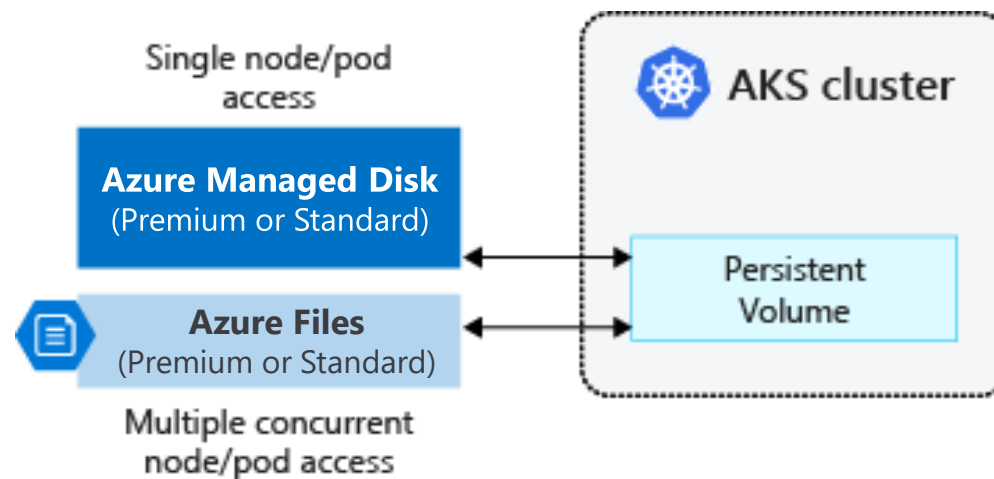 Single node/pod
access
Azure Managed Disk
(Premium or Standard)
Azure Files
(Premium or Standard)
Multiple concurrent
node/pod access
AKS cluster
Persistent
Volume